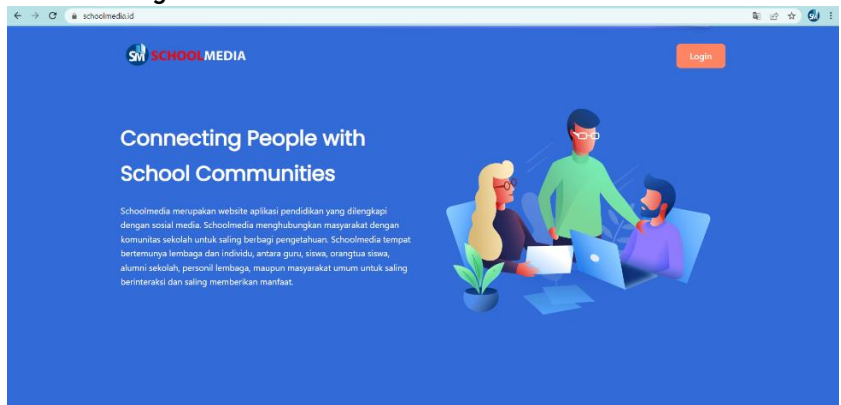 schoolmedia.id
SM SCHOOLMEDIA
Login
Connecting People with
School Communities
Schoolmedia merupakan website aplikasi pendidikan yang dilengkapi
dengan sosial media. Schoolmedia menghubungkan masyarakat dengan
komunitas sekolah untuk saling berbagi pengetahuan. Schoolmedia tempat
bertemunya lembaga dan individu, antara guru, siswa, orangtua siswa,
alumni sekolah, personil lembaga, maupun masyarakat umum untuk saling
berinteraksi dan saling memberikan manfaat.